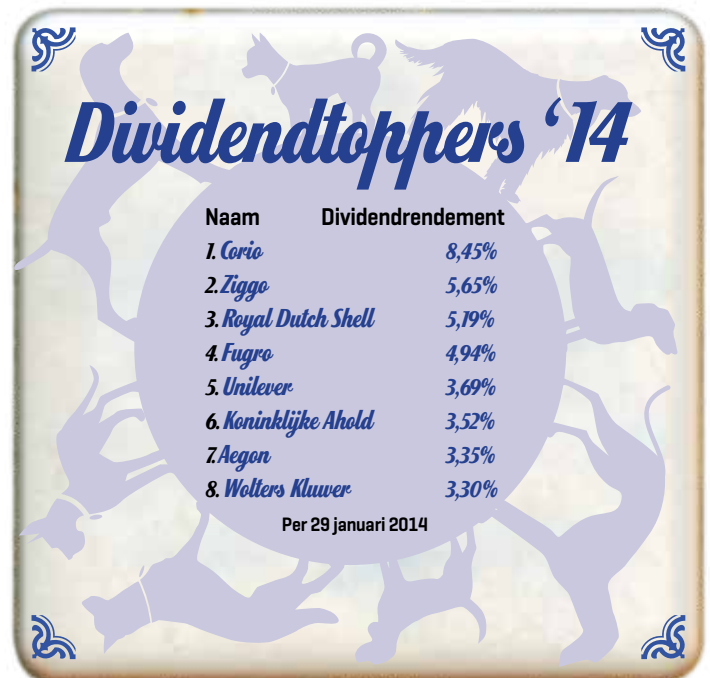 Dividendtoppers ‘14
Naam Dividendrendement
1. Corio 8,45%
2. Ziggo 5,65%
3. Royal Dutch Shell 5,19%
4. Fugro 4,94%
5. Unilever 3,69%
6. Koninklijke Ahold 3,52%
7. Aegon 3,35%
8. Wolters Kluwer 3,30%
Per 29 januari 2014